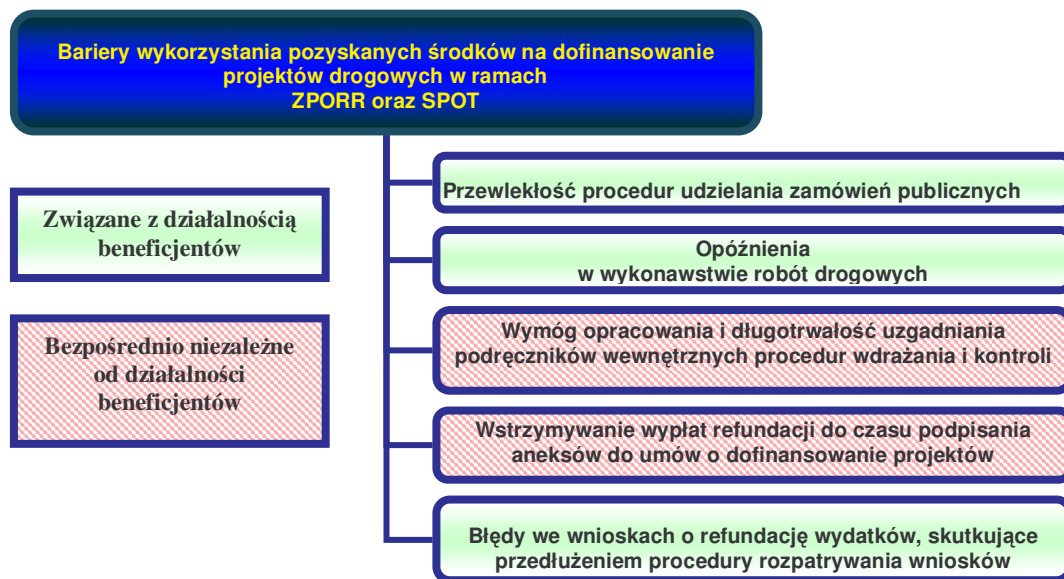 Bariery wykorzystania pozyskanych środków na dofinansowanie
projektów drogowych w ramach
ZPORR oraz SPOT
Związane z działalnością
beneficjentów
Bezpośrednio niezależne
od działalności
beneficjentów
Przewlekłość procedur udzielania zamówień publicznych
Opóźnienia
w wykonawstwie robót drogowych
Wymóg opracowania i długotrwałość uzgadniania
podręczników wewnętrznych procedur wdrażania i kontroli
Wstrzymywanie wypłat refundacji do czasu podpisania
aneksów do umów o dofinansowanie projektów
Błędy we wnioskach o refundację wydatków, skutkujące
przedłużeniem procedury rozpatrywania wniosków